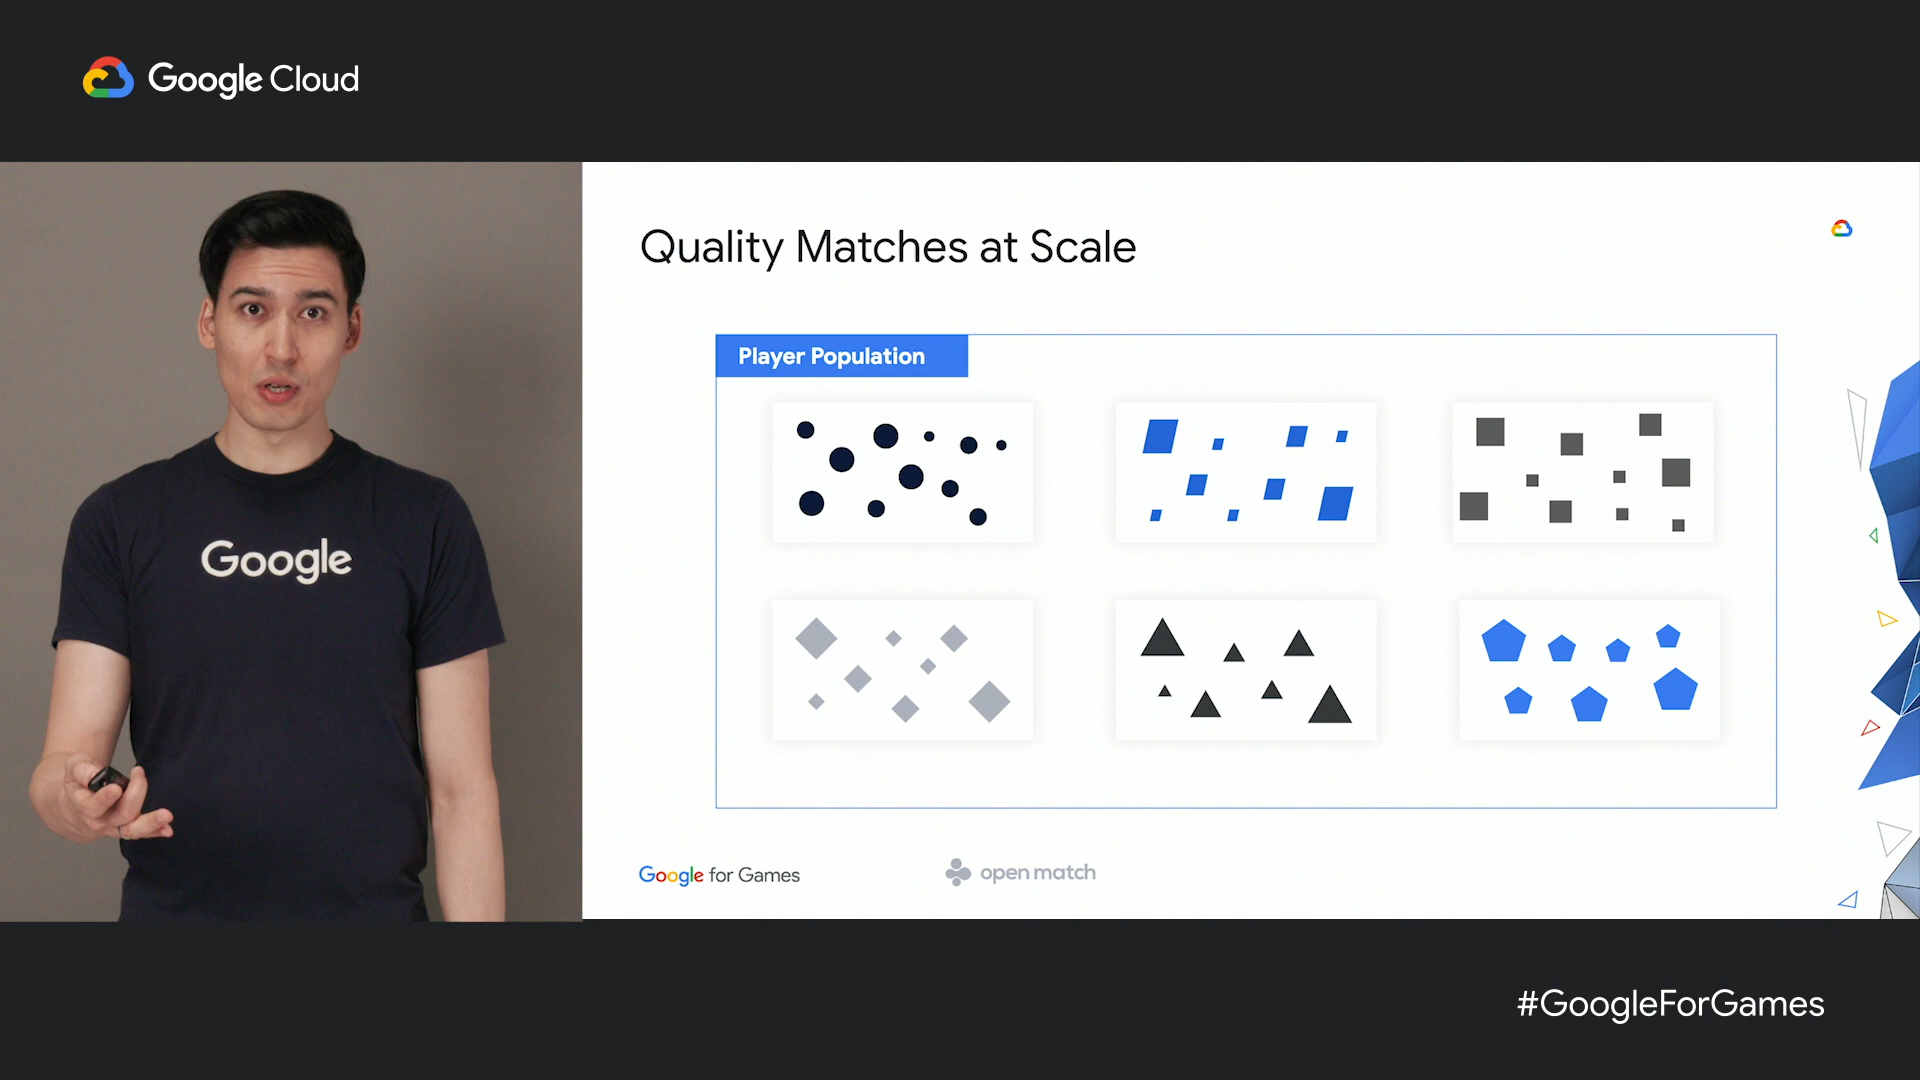 Google Cloud
Quality Matches at Scale
Player Population
Google
Google for Games
open match
#GoogleForGames